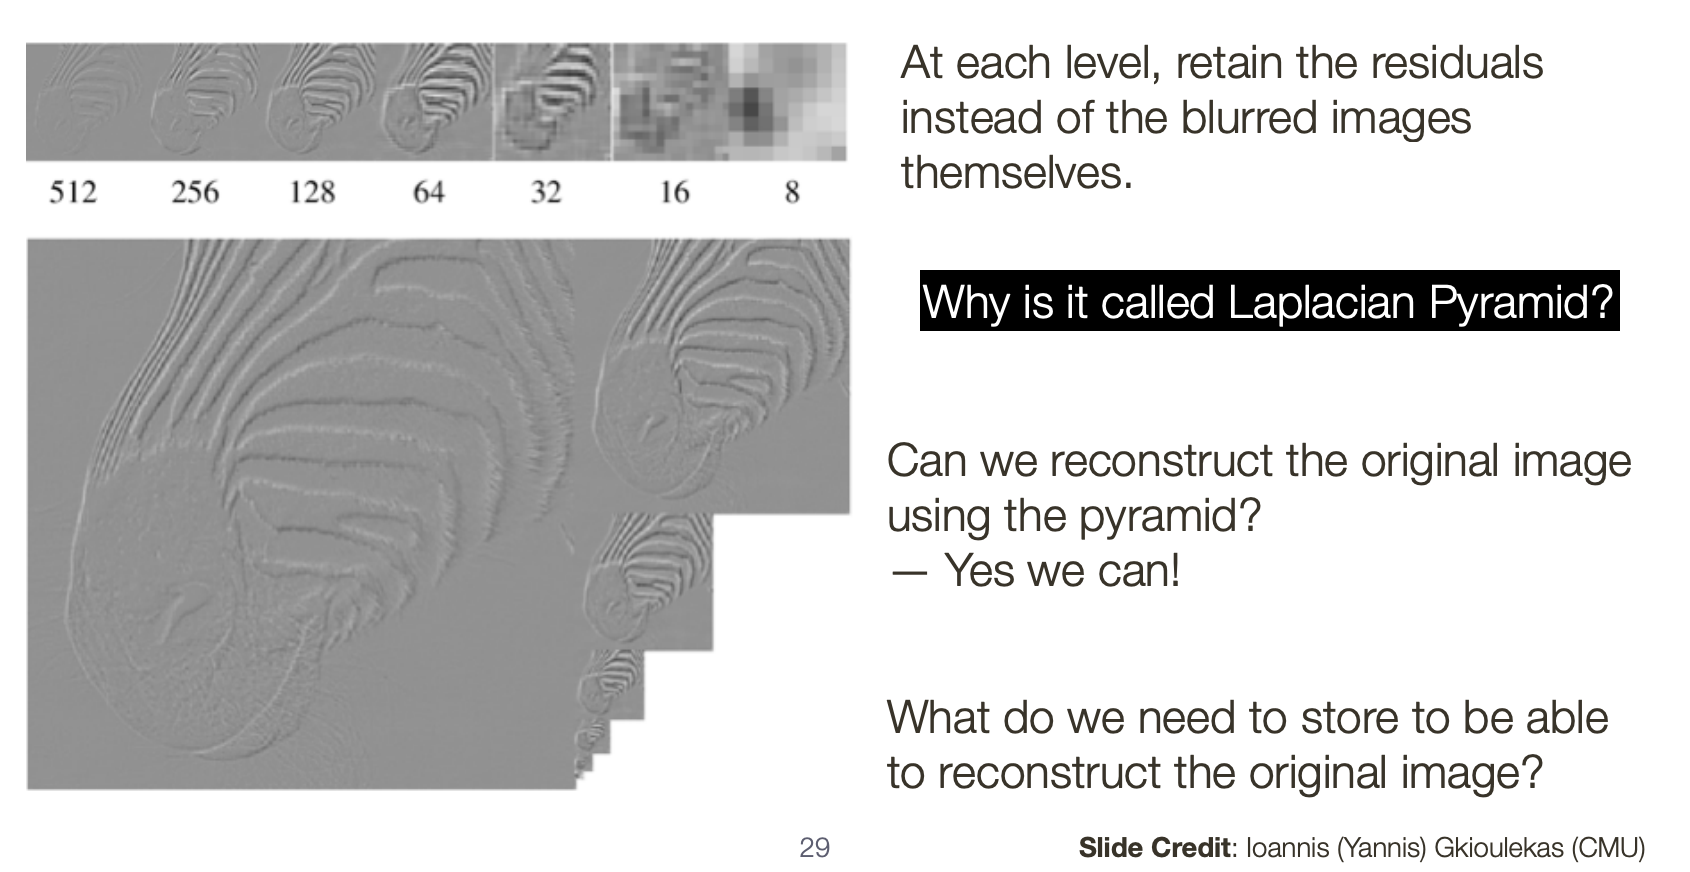 512 256 128 64 32 16 8
At each level, retain the residuals
instead of the blurred images
themselves.
Why is it called Laplacian Pyramid?
Can we reconstruct the original image
using the pyramid?
— Yes we can!
What do we need to store to be able
to reconstruct the original image?
29
Slide Credit: Ioannis (Yannis) Gkioulekas (CMU)